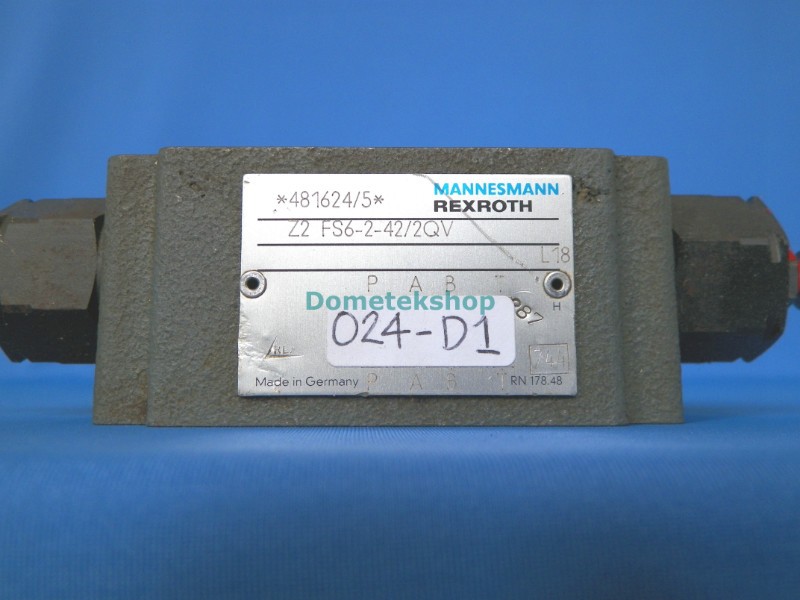 *481624/5*
MANNESMANN
REXROTH
Z2 FS6-2-42/2QV
L18
P A B T
H
Dometekshop
024-D1
Made in Germany
P A B T
RN 178.48